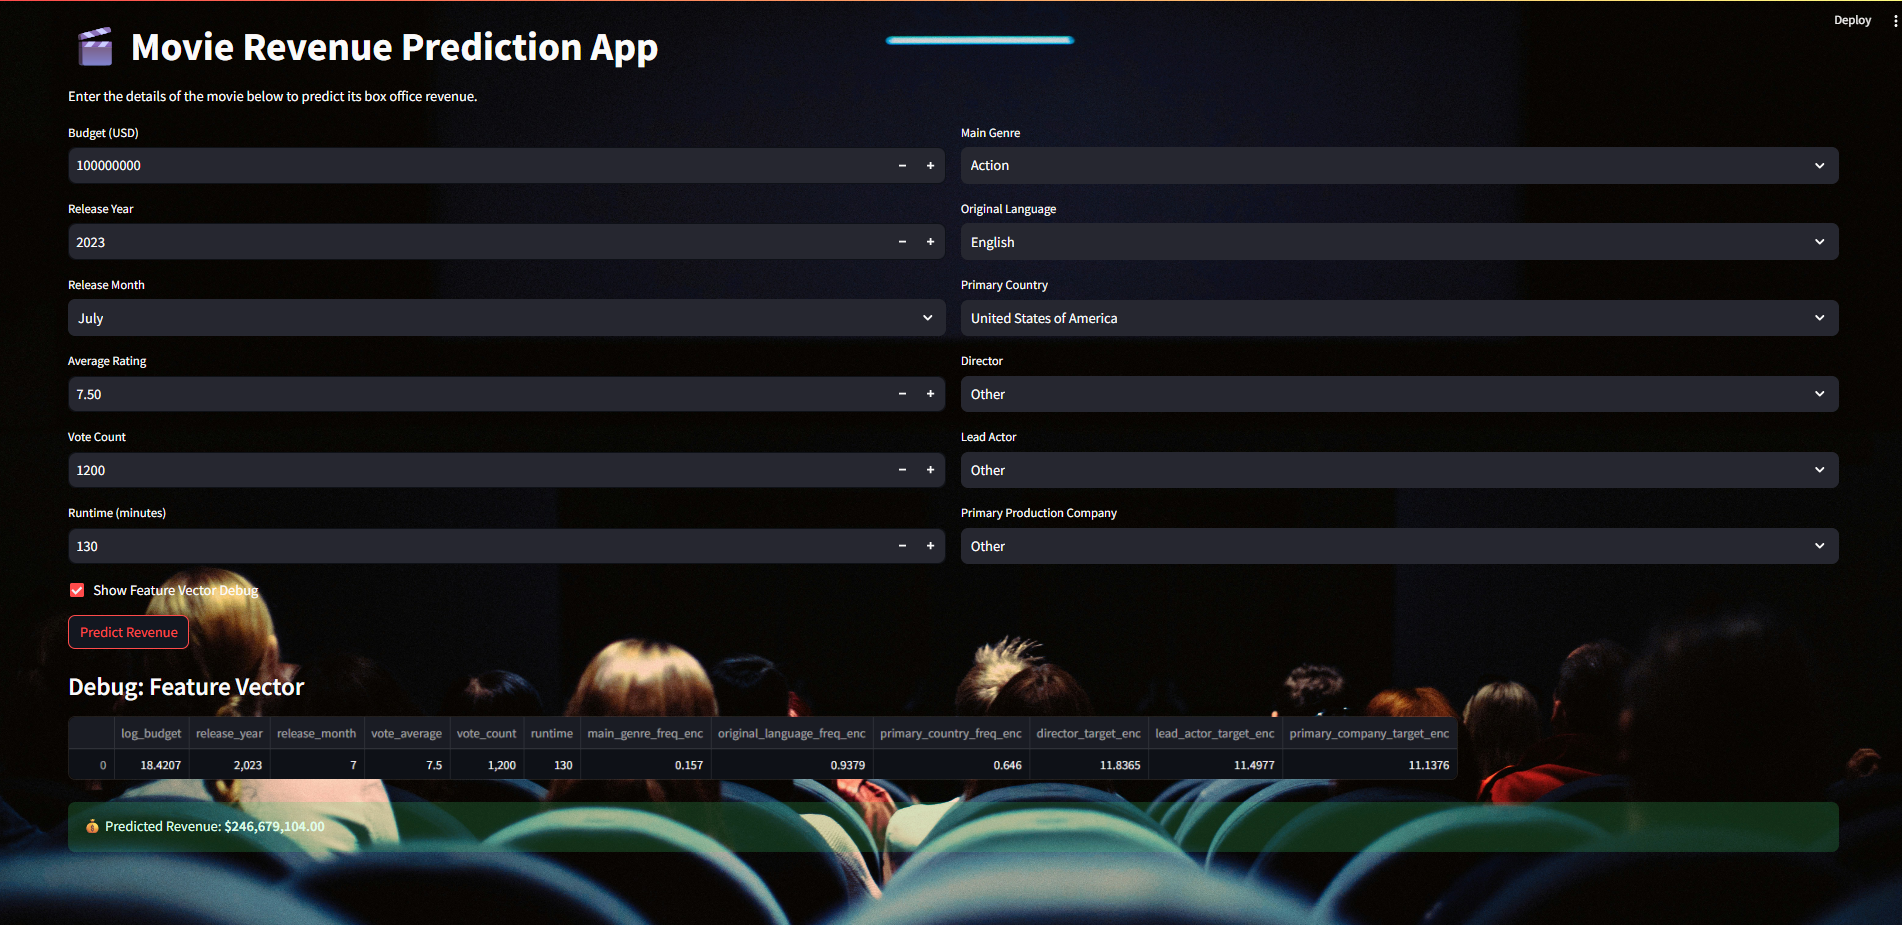 Deploy
Movie Revenue Prediction App
Enter the details of the movie below to predict its box office revenue.
Budget (USD)
100000000
Release Year
2023
Release Month
July
Average Rating
7.50
Vote Count
1200
Runtime (minutes)
130
Main Genre
Action
Original Language
English
Primary Country
United States of America
Director
Other
Lead Actor
Other
Primary Production Company
Other
Show Feature Vector Debug
Predict Revenue
Debug: Feature Vector
log_budget release_year release_month vote_average vote_count runtime main_genre_freq_enc original_language_freq_enc primary_country_freq_enc director_target_enc lead_actor_target_enc primary_company_target_enc
0 18.4207 2,023 7 7.5 1,200 130 0.157 0.9379 0.646 11.8365 11.4977 11.1376
Predicted Revenue: $246,679,104.00